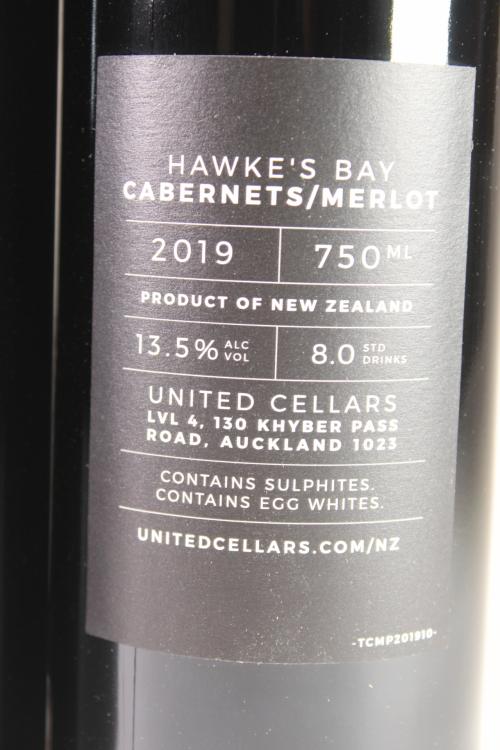 HAWKE'S BAY
CABERNETS/MERLOT
2019 750ML
PRODUCT OF NEW ZEALAND
13.5% ALC VOL 8.0 STD DRINKS
UNITED CELLARS
LVL 4, 130 KHYBER PASS
ROAD, AUCKLAND 1023
CONTAINS SULPHITES.
CONTAINS EGG WHITES.
UNITEDCELLARS.COM/NZ
-TCMP201910-